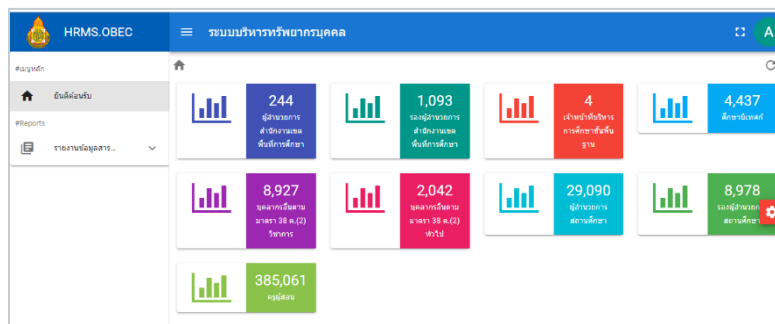 HRMS.OBEC
ระบบบริหารทรัพยากรบุคคล
A
#เมนูหลัก
ยินดีต้อนรับ
#Reports
รายงานข้อมูลสาร...
244
ผู้อำนวยการ
สำนักงานเขต
พื้นที่การศึกษา
1,093
รองผู้อำนวยการ
สำนักงานเขต
พื้นที่การศึกษา
4
เจ้าหน้าที่บริหาร
การศึกษาขั้นพื้น
ฐาน
4,437
ศึกษานิเทศก์
8,927
บุคลากรอื่นตาม
มาตรา 38 ค.(2)
วิชาการ
2,042
บุคลากรอื่นตาม
มาตรา 38 ค.(2)
ทั่วไป
29,090
ผู้อำนวยการ
สถานศึกษา
8,978
รองผู้อำนวยการ
สถานศึกษา
385,061
ครูผู้สอน